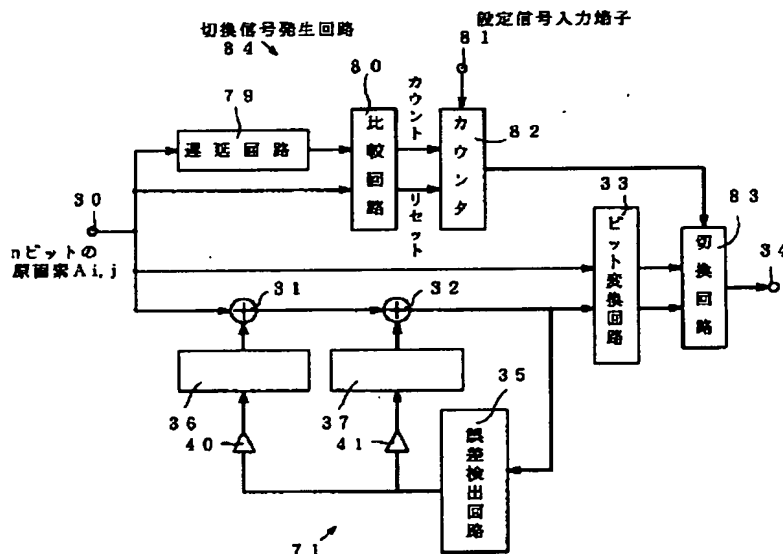 切換信号発生回路
84
設定信号入力端子
81
80
79
遅延回路
比較回路
カウント
リセット
カウンタ
82
30
nビットの
原画素Ai,j
33
ビット変換回路
83
切換回路
34
31
32
36
37
35
誤差検出回路
40
41
71